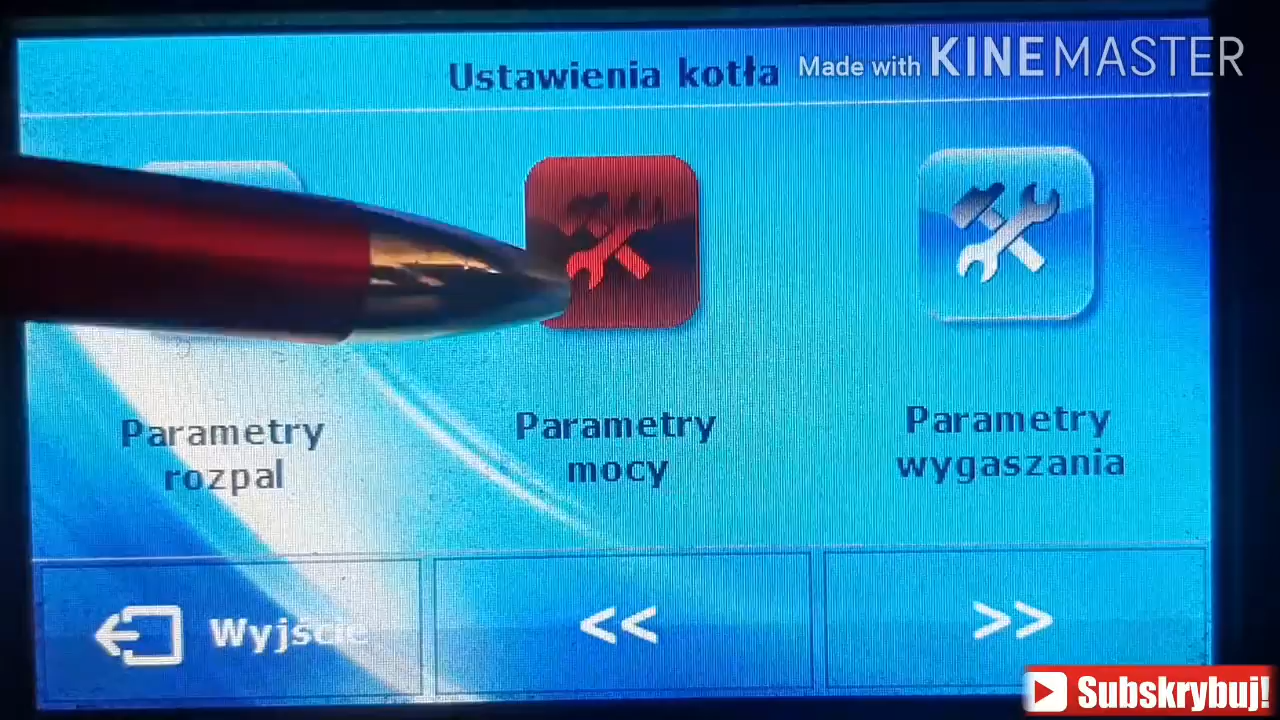 Ustawienia kotła
Made with KINEMASTER
Parametry
rozpal
Parametry
mocy
Parametry
wygaszania
Wyjście
<<
>>
Subskrybuj!